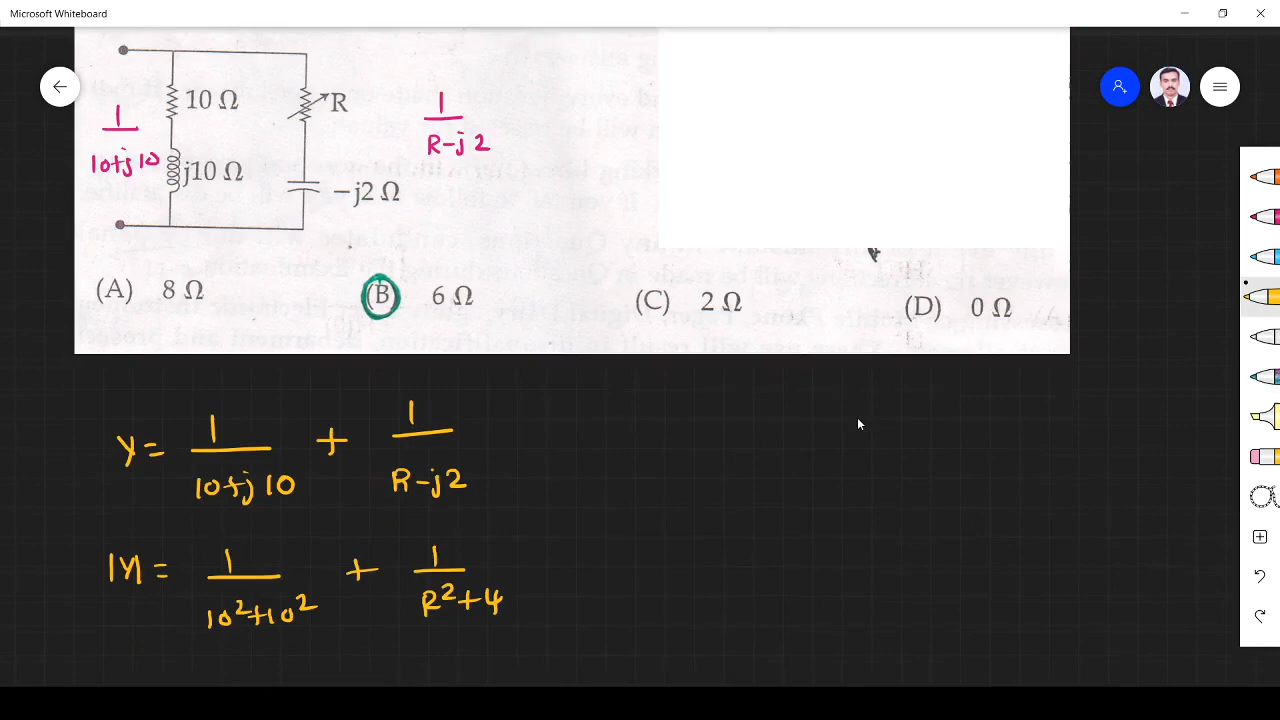 Microsoft Whiteboard
10 Ω
R
1
10+j10
j10 Ω
−j2 Ω
1
R-j2
(A) 8 Ω (B) 6 Ω (C) 2 Ω (D) 0 Ω
Y = 1/10+j10 + 1/R-j2
|Y| = 1/10²+10² + 1/R²+4